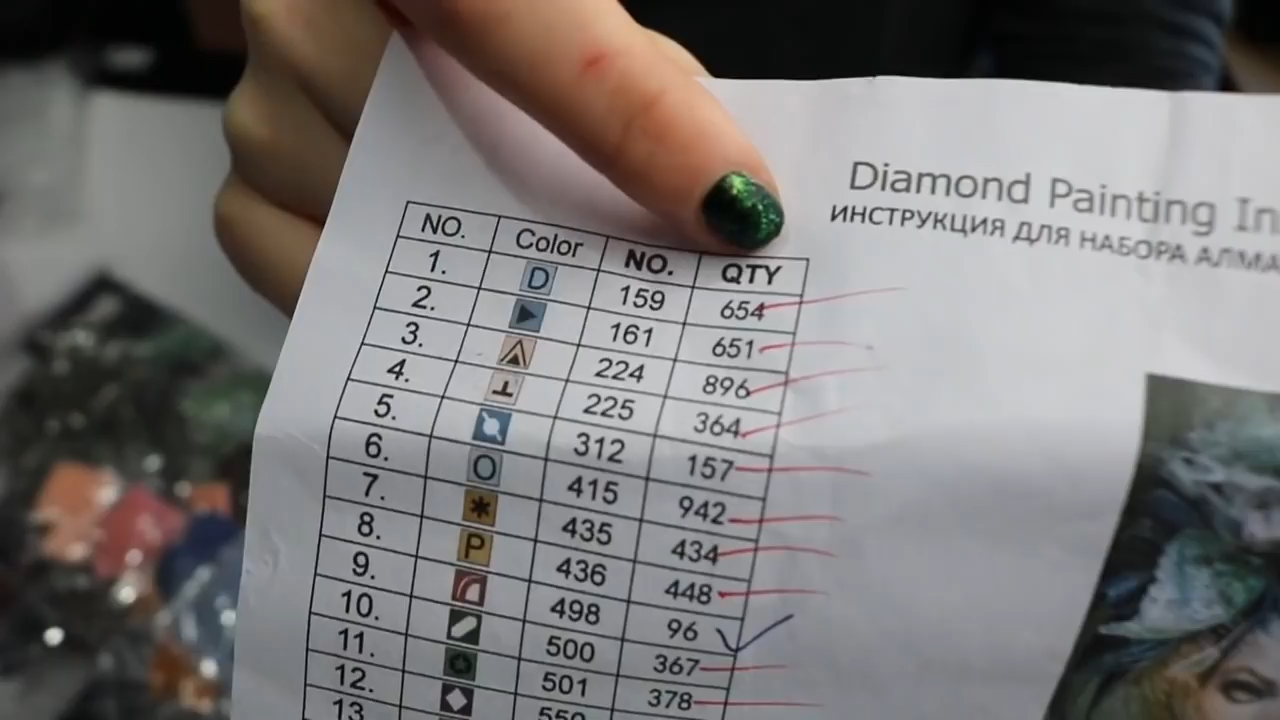 Diamond Painting In
ИНСТРУКЦИЯ ДЛЯ НАБОРА АЛМА
NO. Color NO. QTY
1. D 159 654
2. 161 651
3. 224 896
4. 225 364
5. 312 157
6. O 415 942
7. * 435 434
8. P 436 448
9. 498 96
10. 500 367
11. 501 378
12.
13.